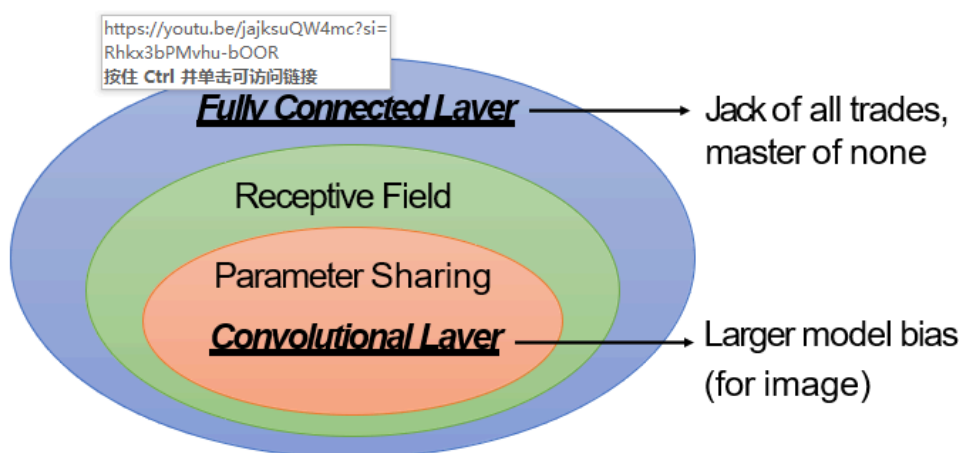 https://youtu.be/jajksuQW4mc?si=
Rhkx3bPMvhu-bOOR
按住 Ctrl 并单击可访问链接
Fully Connected Layer
Jack of all trades,
master of none
Receptive Field
Parameter Sharing
Convolutional Layer
Larger model bias
(for image)